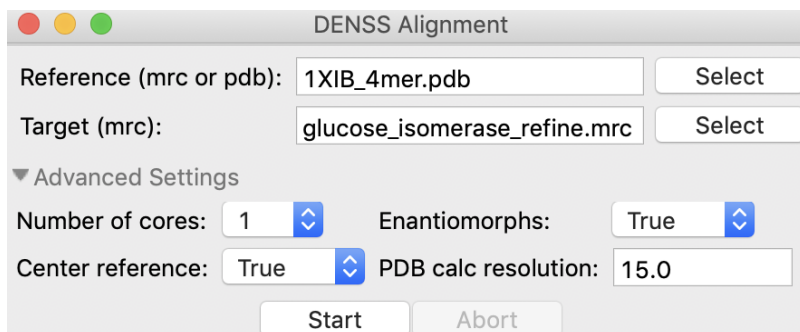 DENSS Alignment
Reference (mrc or pdb): 1XIB_4mer.pdb Select
Target (mrc): glucose_isomerase_refine.mrc Select
Advanced Settings
Number of cores: 1 Enantiomorphs: True
Center reference: True PDB calc resolution: 15.0
Start Abort